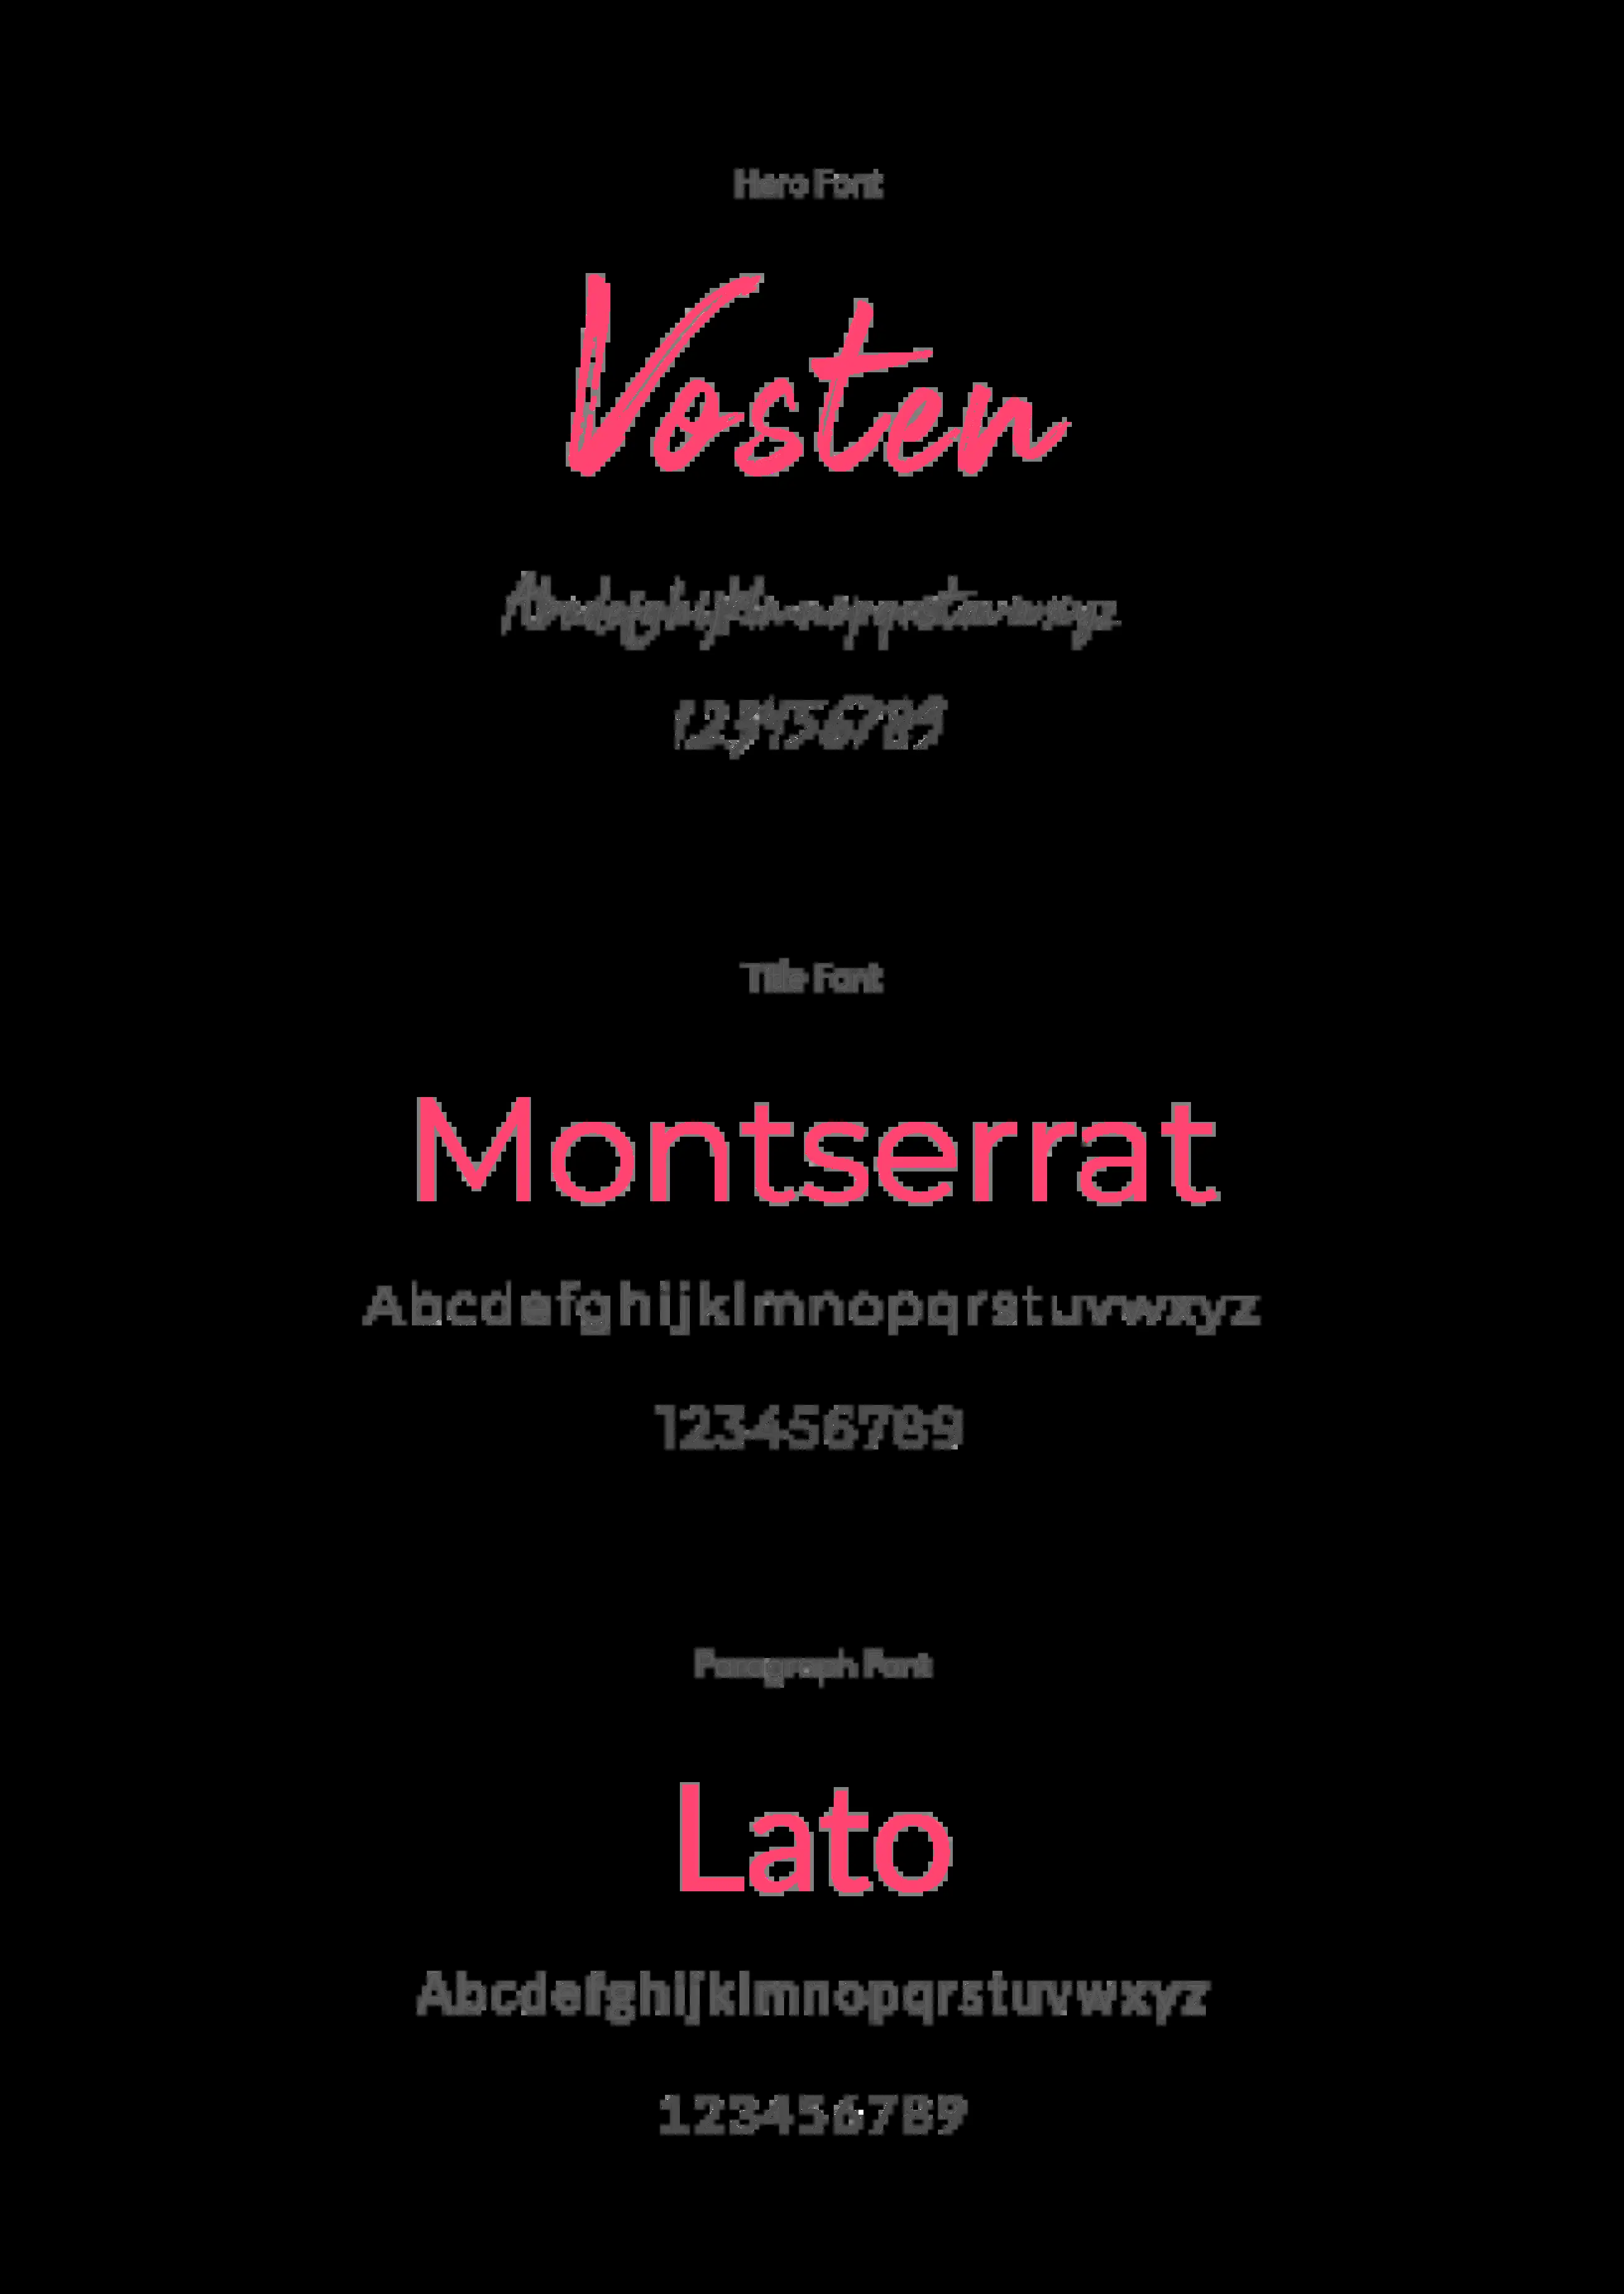 Hero Font
Vosten
Abcdefghijklmnopqrstuvwxyz
123456789
Title Font
Montserrat
Abcdefghijklmnopqrstuvwxyz
123456789
Paragraph Font
Lato
Abcdefghijklmnopqrstuvwxyz
123456789